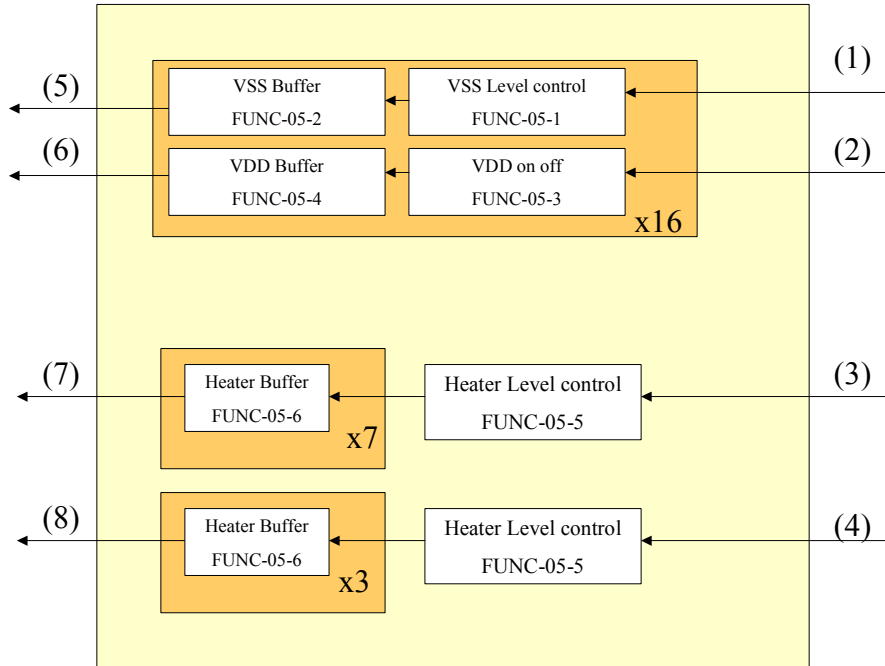 (1)
(5)
VSS Buffer
FUNC-05-2
VSS Level control
FUNC-05-1
(6)
VDD Buffer
FUNC-05-4
VDD on off
FUNC-05-3
(2)
x16
(7)
Heater Buffer
FUNC-05-6
x7
Heater Level control
FUNC-05-5
(3)
(8)
Heater Buffer
FUNC-05-6
x3
Heater Level control
FUNC-05-5
(4)